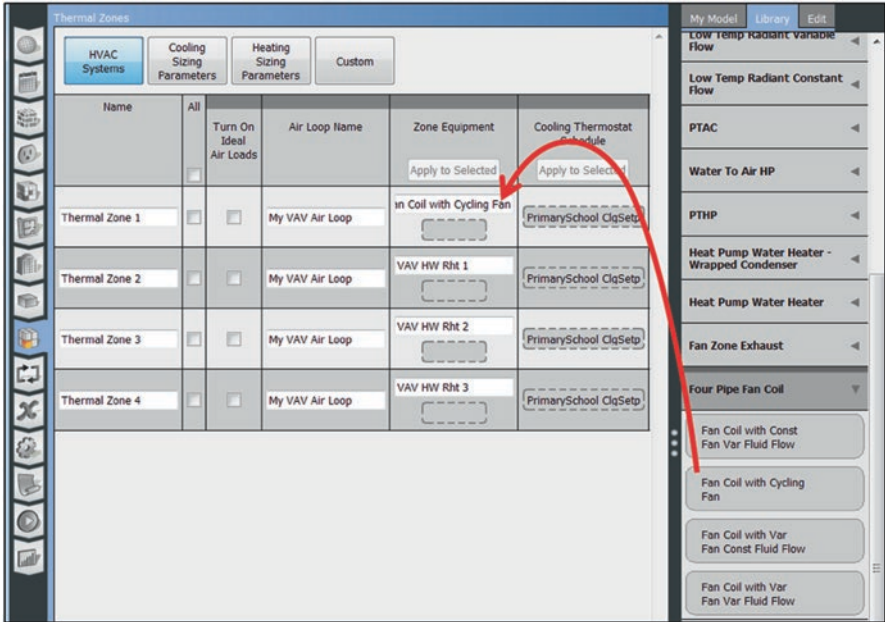 Thermal Zones
HVAC
Systems
Cooling
Sizing
Parameters
Heating
Sizing
Parameters
Custom
Name
All
Turn On
Ideal
Air Loads
Air Loop Name
Zone Equipment
Apply to Selected
Cooling Thermostat
Schedule
Apply to Selected
Thermal Zone 1
My VAV Air Loop
an Coil with Cycling Fan
PrimarySchool ClgSetp
Thermal Zone 2
My VAV Air Loop
VAV HW Rht 1
PrimarySchool ClgSetp
Thermal Zone 3
My VAV Air Loop
VAV HW Rht 2
PrimarySchool ClgSetp
Thermal Zone 4
My VAV Air Loop
VAV HW Rht 3
PrimarySchool ClgSetp
My Model
Library
Edit
Low Temp Radiant Variable
Flow
Low Temp Radiant Constant
Flow
PTAC
Water To Air HP
PTHP
Heat Pump Water Heater -
Wrapped Condenser
Heat Pump Water Heater
Fan Zone Exhaust
Four Pipe Fan Coil
Fan Coil with Const
Fan Var Fluid Flow
Fan Coil with Cycling
Fan
Fan Coil with Var
Fan Const Fluid Flow
Fan Coil with Var
Fan Var Fluid Flow